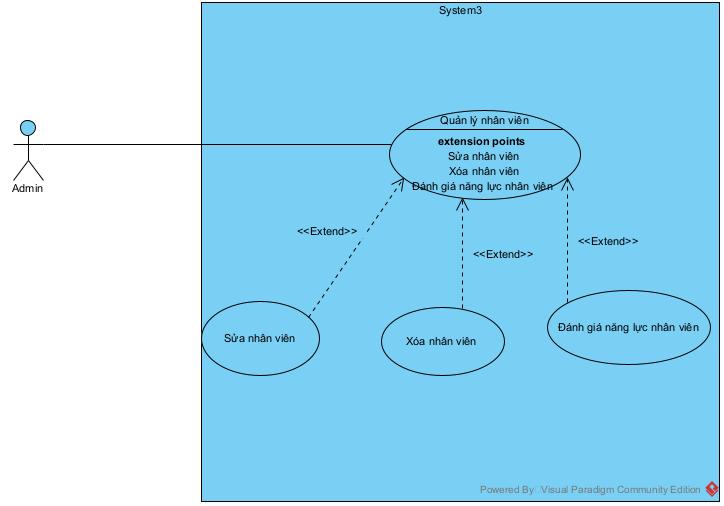 System3
Quản lý nhân viên
extension points
Sửa nhân viên
Xóa nhân viên
Đánh giá năng lực nhân viên
Admin
<<Extend>>
<<Extend>>
<<Extend>>
Sửa nhân viên
Xóa nhân viên
Đánh giá năng lực nhân viên
Powered By Visual Paradigm Community Edition